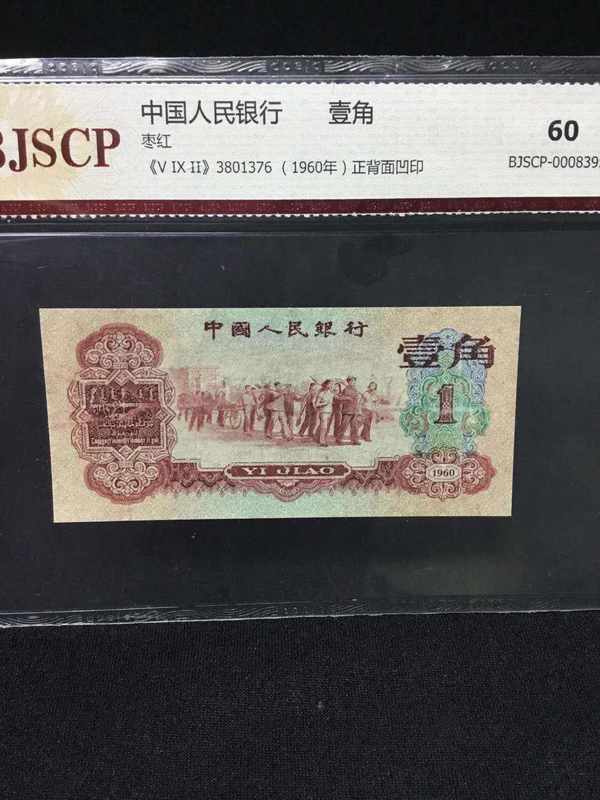 中国人民银行 壹角
枣红
60
BJSCP
《V IX II》3801376 （1960年）正背面凹印
BJSCP-000839
中國人民銀行
壹角
1
YI JIAO
1960